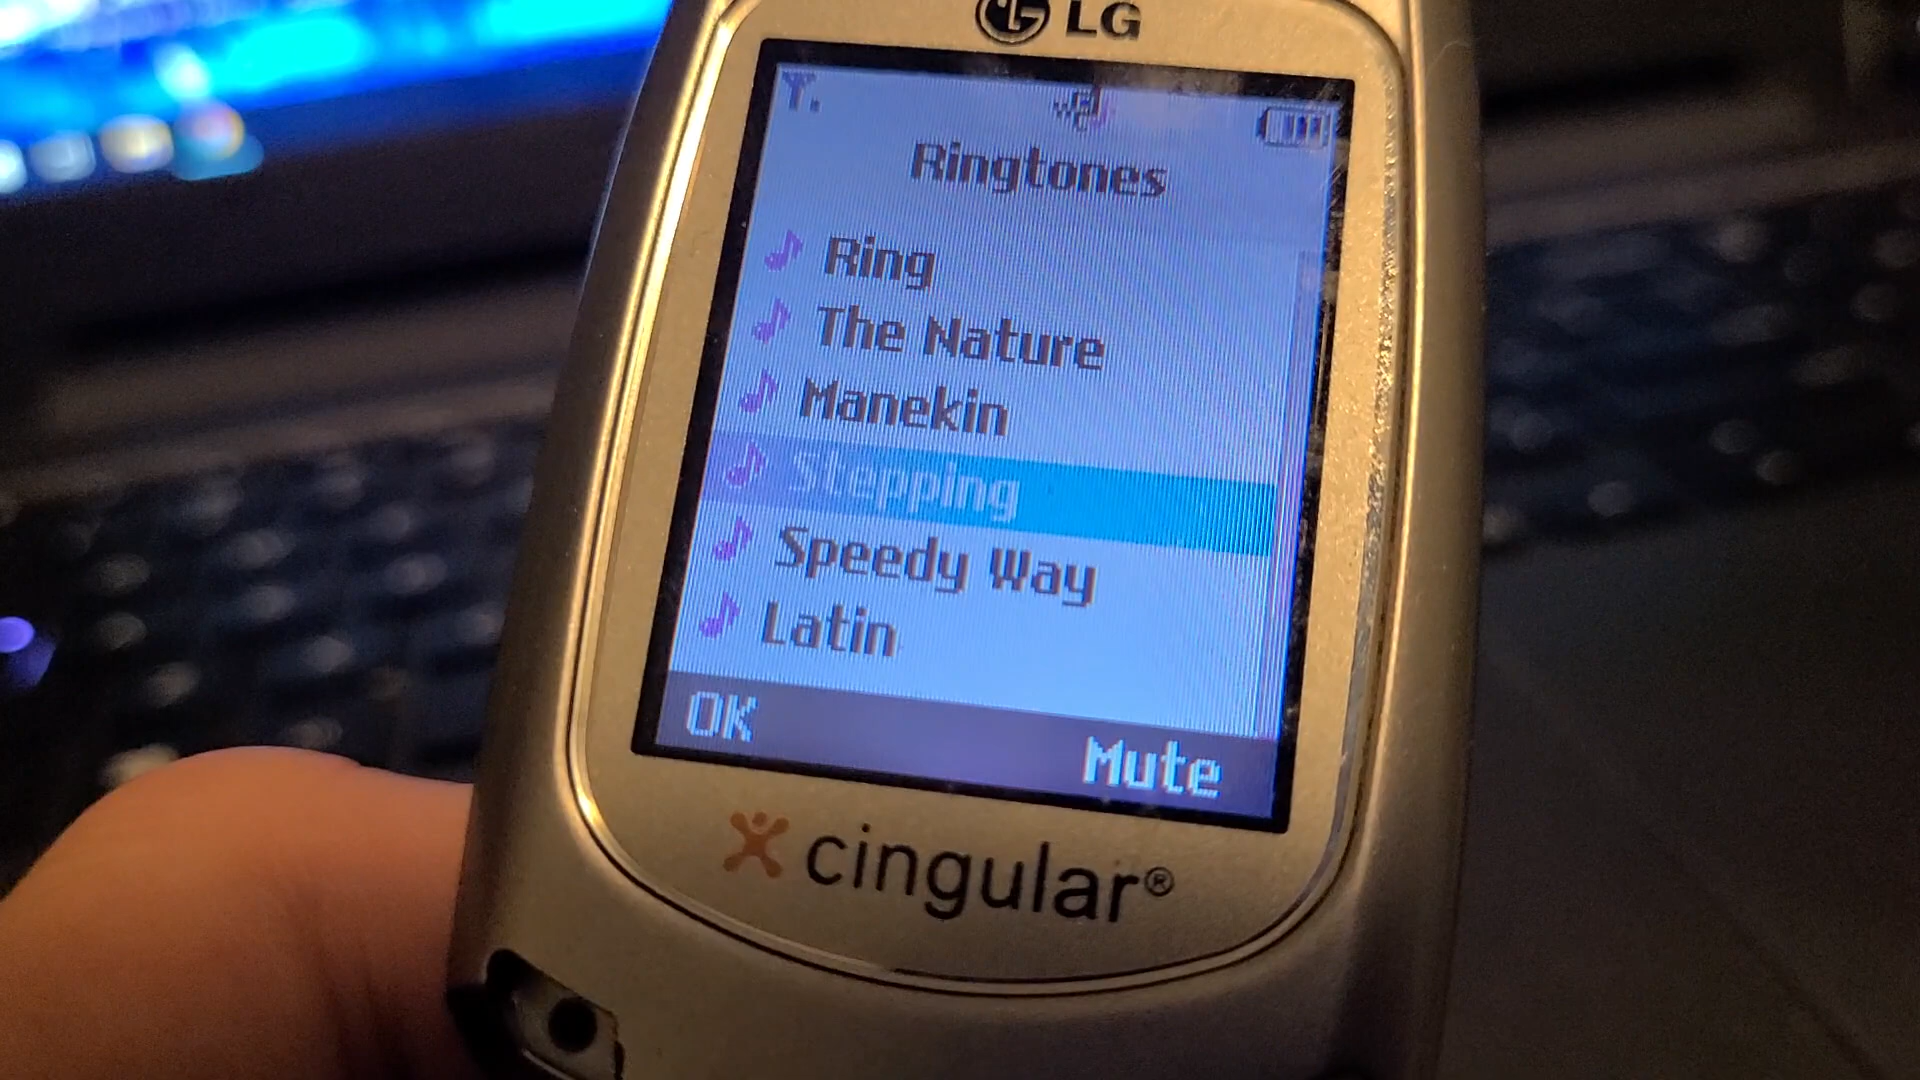 LG
Ringtones
Ring
The Nature
Manekin
Stepping
Speedy Way
Latin
OK Mute
cingular®